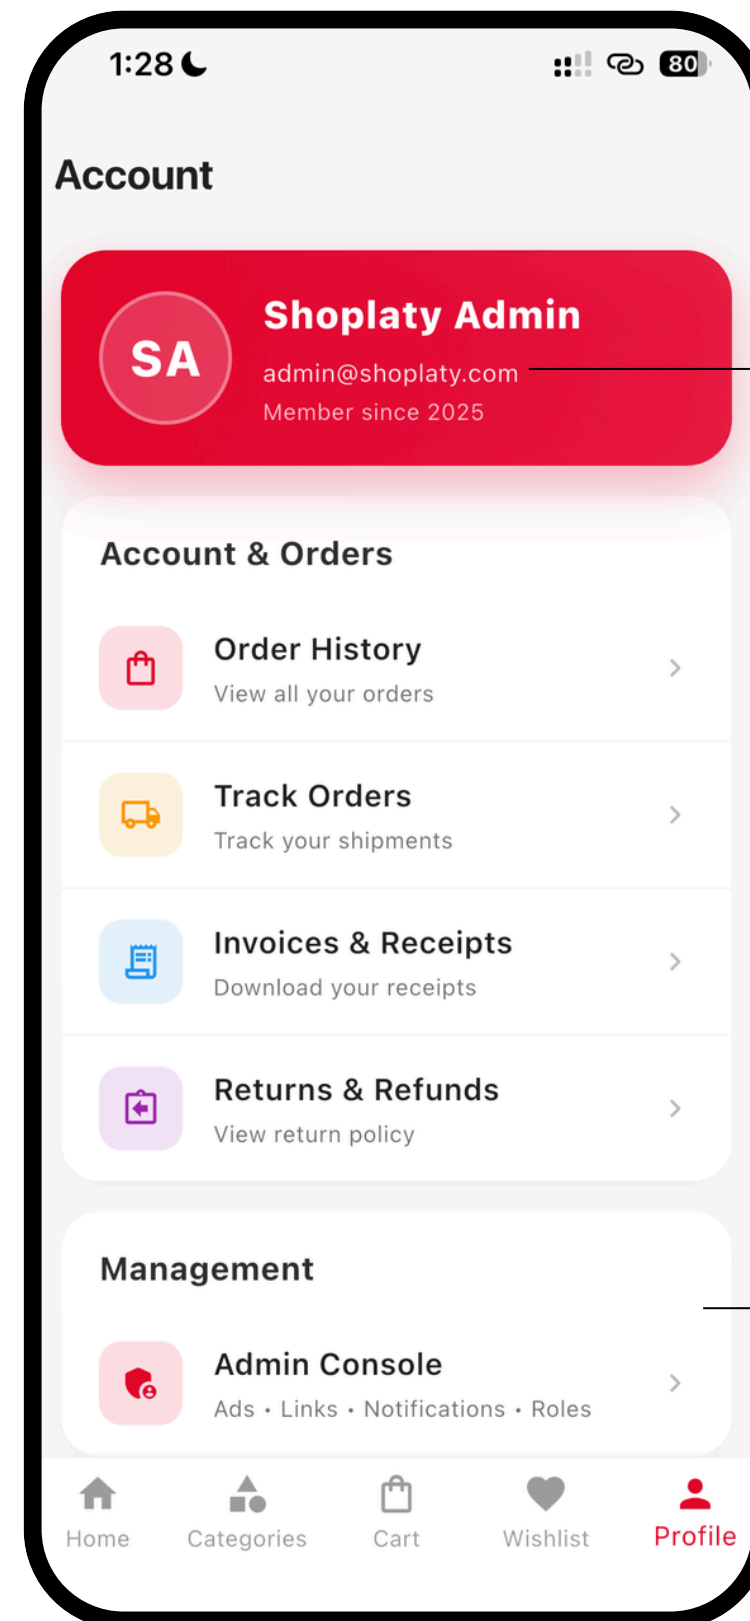 1:28
80
Account
SA
Shoplaty Admin
admin@shoplaty.com
Member since 2025
Account & Orders
Order History
View all your orders
Track Orders
Track your shipments
Invoices & Receipts
Download your receipts
Returns & Refunds
View return policy
Management
Admin Console
Ads • Links • Notifications • Roles
Home
Categories
Cart
Wishlist
Profile